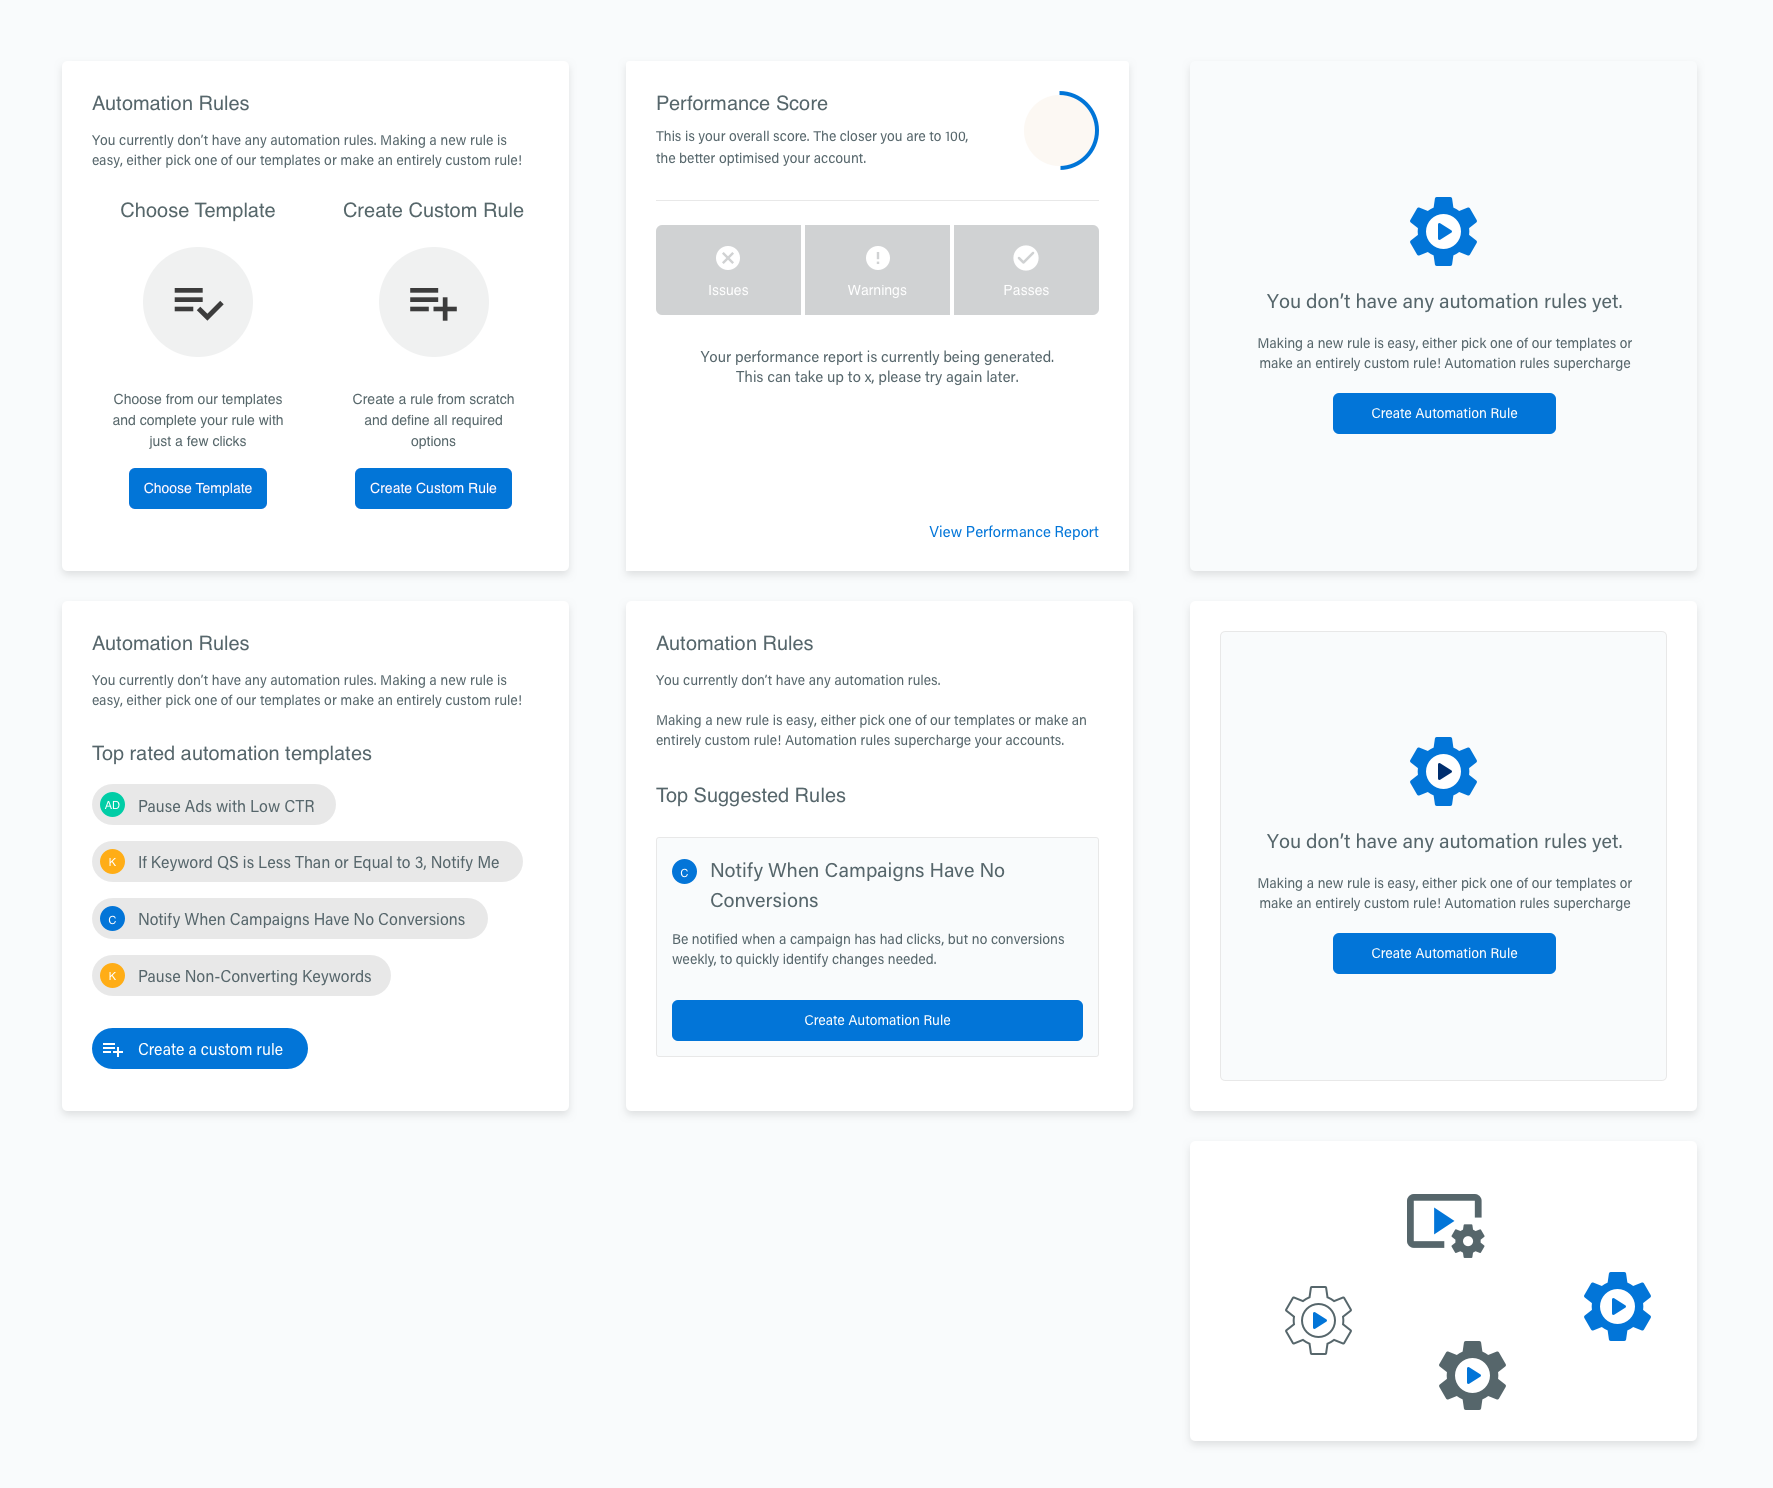 Automation Rules
You currently don't have any automation rules. Making a new rule is
easy, either pick one of our templates or make an entirely custom rule!
Choose Template
Create Custom Rule
Choose from our templates
and complete your rule with
just a few clicks
Create a rule from scratch
and define all required
options
Choose Template
Create Custom Rule
Performance Score
This is your overall score. The closer you are to 100,
the better optimised your account.
Issues
Warnings
Passes
Your performance report is currently being generated.
This can take up to x, please try again later.
View Performance Report
You don't have any automation rules yet.
Making a new rule is easy, either pick one of our templates or
make an entirely custom rule! Automation rules supercharge
Create Automation Rule
Automation Rules
You currently don't have any automation rules. Making a new rule is
easy, either pick one of our templates or make an entirely custom rule!
Top rated automation templates
AD Pause Ads with Low CTR
K If Keyword QS is Less Than or Equal to 3, Notify Me
C Notify When Campaigns Have No Conversions
K Pause Non-Converting Keywords
Create a custom rule
Automation Rules
You currently don't have any automation rules.
Making a new rule is easy, either pick one of our templates or make an
entirely custom rule! Automation rules supercharge your accounts.
Top Suggested Rules
C Notify When Campaigns Have No
Conversions
Be notified when a campaign has had clicks, but no conversions
weekly, to quickly identify changes needed.
Create Automation Rule
You don't have any automation rules yet.
Making a new rule is easy, either pick one of our templates or
make an entirely custom rule! Automation rules supercharge
Create Automation Rule